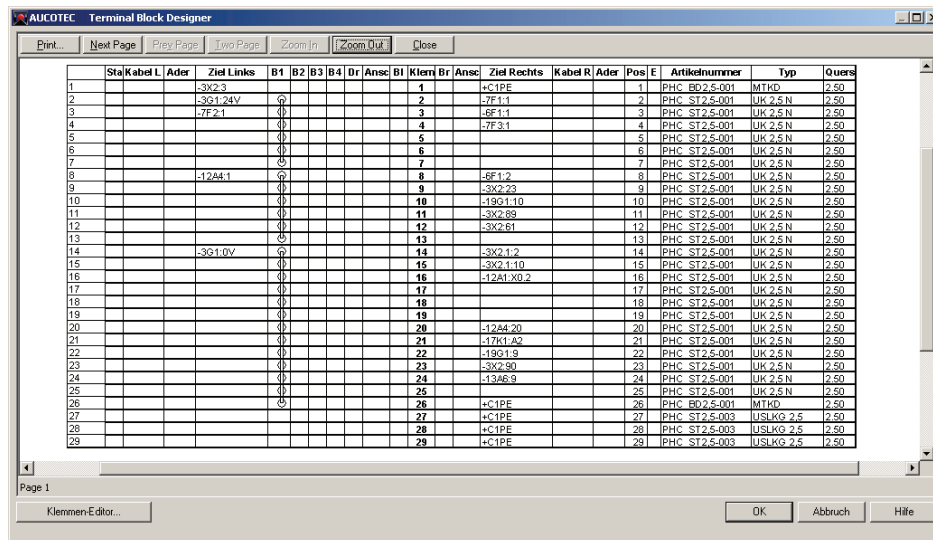 AUCOTEC Terminal Block Designer
Print... Next Page Prev Page Two Page Zoom In Zoom Out Close
Sta Kabel L Ader Ziel Links B1 B2 B3 B4 Dr Ansc Bl Klem Br Ansc Ziel Rechts Kabel R Ader Pos E Artikelnummer Typ Quers
1 -3X2:3 1 +C1PE 1 PHC BD2,5-001 MTKD 2.50
2 -3G1:24V 2 -7F1:1 2 PHC ST2,5-001 UK 2,5 N 2.50
3 -7F2:1 3 -6F1:1 3 PHC ST2,5-001 UK 2,5 N 2.50
4 4 -7F3:1 4 PHC ST2,5-001 UK 2,5 N 2.50
5 5 5 PHC ST2,5-001 UK 2,5 N 2.50
6 6 6 PHC ST2,5-001 UK 2,5 N 2.50
7 7 7 PHC ST2,5-001 UK 2,5 N 2.50
8 -12A4:1 8 -6F1:2 8 PHC ST2,5-001 UK 2,5 N 2.50
9 9 -3X2:23 9 PHC ST2,5-001 UK 2,5 N 2.50
10 10 -19G1:10 10 PHC ST2,5-001 UK 2,5 N 2.50
11 11 -3X2:89 11 PHC ST2,5-001 UK 2,5 N 2.50
12 12 -3X2:61 12 PHC ST2,5-001 UK 2,5 N 2.50
13 13 13 PHC ST2,5-001 UK 2,5 N 2.50
14 -3G1:0V 14 -3X2.1:2 14 PHC ST2,5-001 UK 2,5 N 2.50
15 15 -3X2.1:10 15 PHC ST2,5-001 UK 2,5 N 2.50
16 16 -12A1:X0.2 16 PHC ST2,5-001 UK 2,5 N 2.50
17 17 17 PHC ST2,5-001 UK 2,5 N 2.50
18 18 18 PHC ST2,5-001 UK 2,5 N 2.50
19 19 19 PHC ST2,5-001 UK 2,5 N 2.50
20 20 -12A4:20 20 PHC ST2,5-001 UK 2,5 N 2.50
21 21 -17K1:A2 21 PHC ST2,5-001 UK 2,5 N 2.50
22 22 -19G1:9 22 PHC ST2,5-001 UK 2,5 N 2.50
23 23 -3X2:90 23 PHC ST2,5-001 UK 2,5 N 2.50
24 24 -13A6:9 24 PHC ST2,5-001 UK 2,5 N 2.50
25 25 25 PHC ST2,5-001 UK 2,5 N 2.50
26 26 +C1PE 26 PHC BD2,5-001 MTKD 2.50
27 27 +C1PE 27 PHC ST2,5-003 USLKG 2,5 2.50
28 28 +C1PE 28 PHC ST2,5-003 USLKG 2,5 2.50
29 29 +C1PE 29 PHC ST2,5-003 USLKG 2,5 2.50
Page 1
Klemmen-Editor... OK Abbruch Hilfe